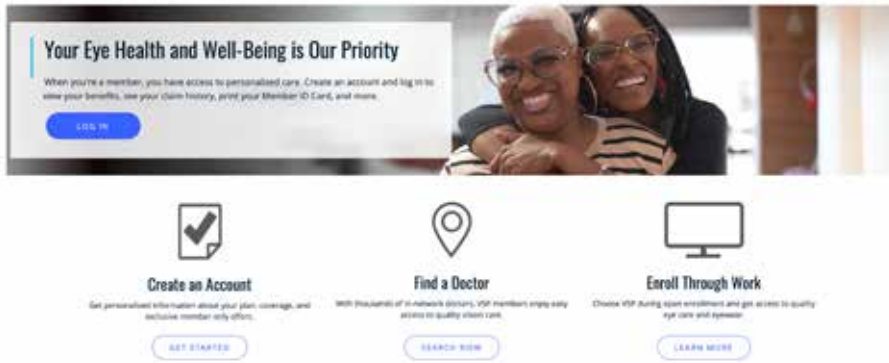 Your Eye Health and Well-Being is Our Priority
When you're a member, you have access to personalized care. Create an account and log in to
view your benefits, see your claim history, print your Member ID Card, and more.
LOG IN
Create an Account
Get personalized information about your plan, coverage, and
exclusive member-only offers.
GET STARTED
Find a Doctor
With thousands of in-network doctors, VSP members enjoy easy
access to quality vision care.
SEARCH NOW
Enroll Through Work
Choose VSP during open enrollment and get access to quality
eye care and eyewear.
LEARN MORE